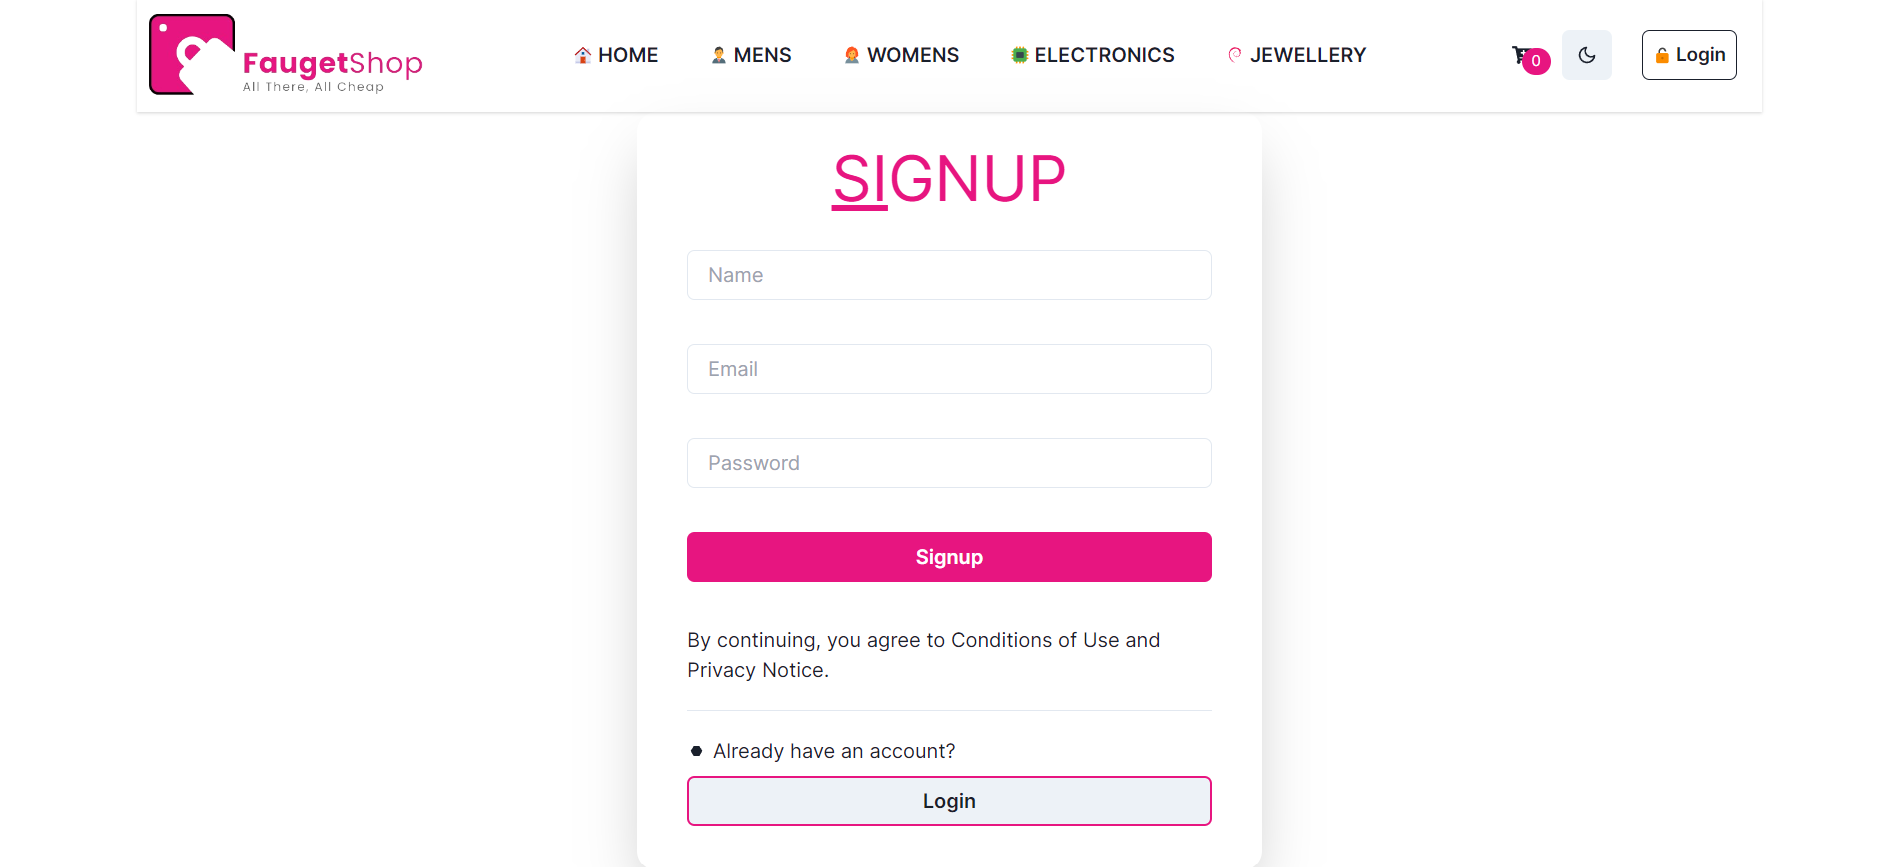 FaugetShop
All There, All Cheap
HOME
MENS
WOMENS
ELECTRONICS
JEWELLERY
0
Login
SIGNUP
Name
Email
Password
Signup
By continuing, you agree to Conditions of Use and
Privacy Notice.
Already have an account?
Login